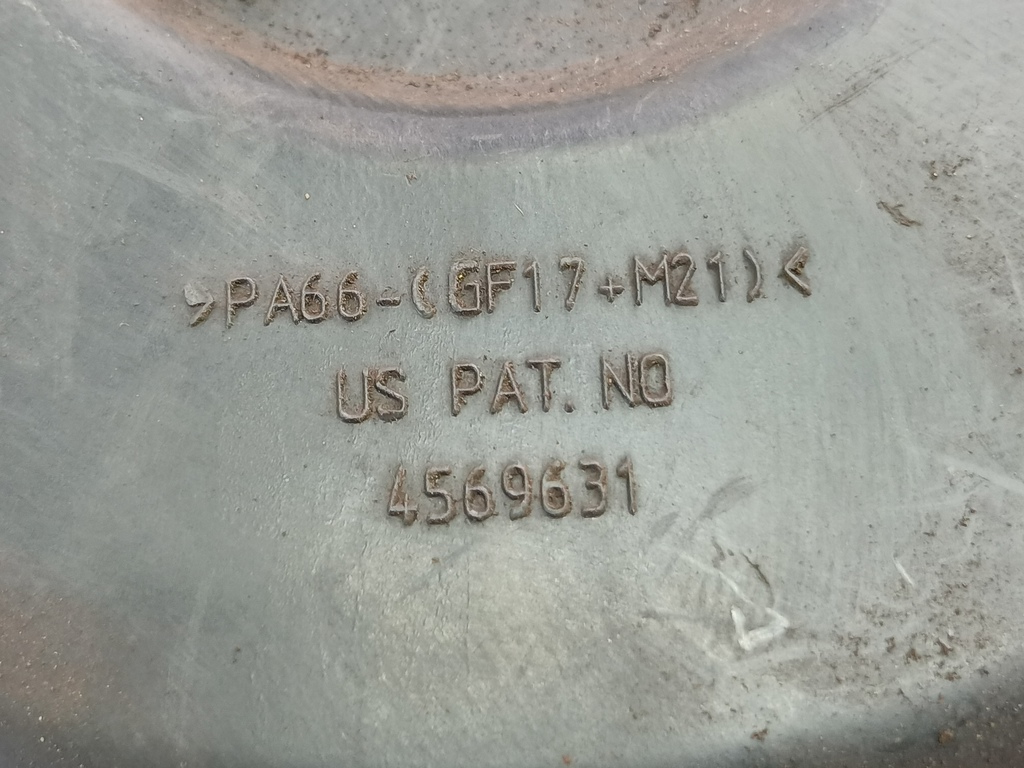 >PA66-(GF17+M21)<
US PAT. NO
4569631